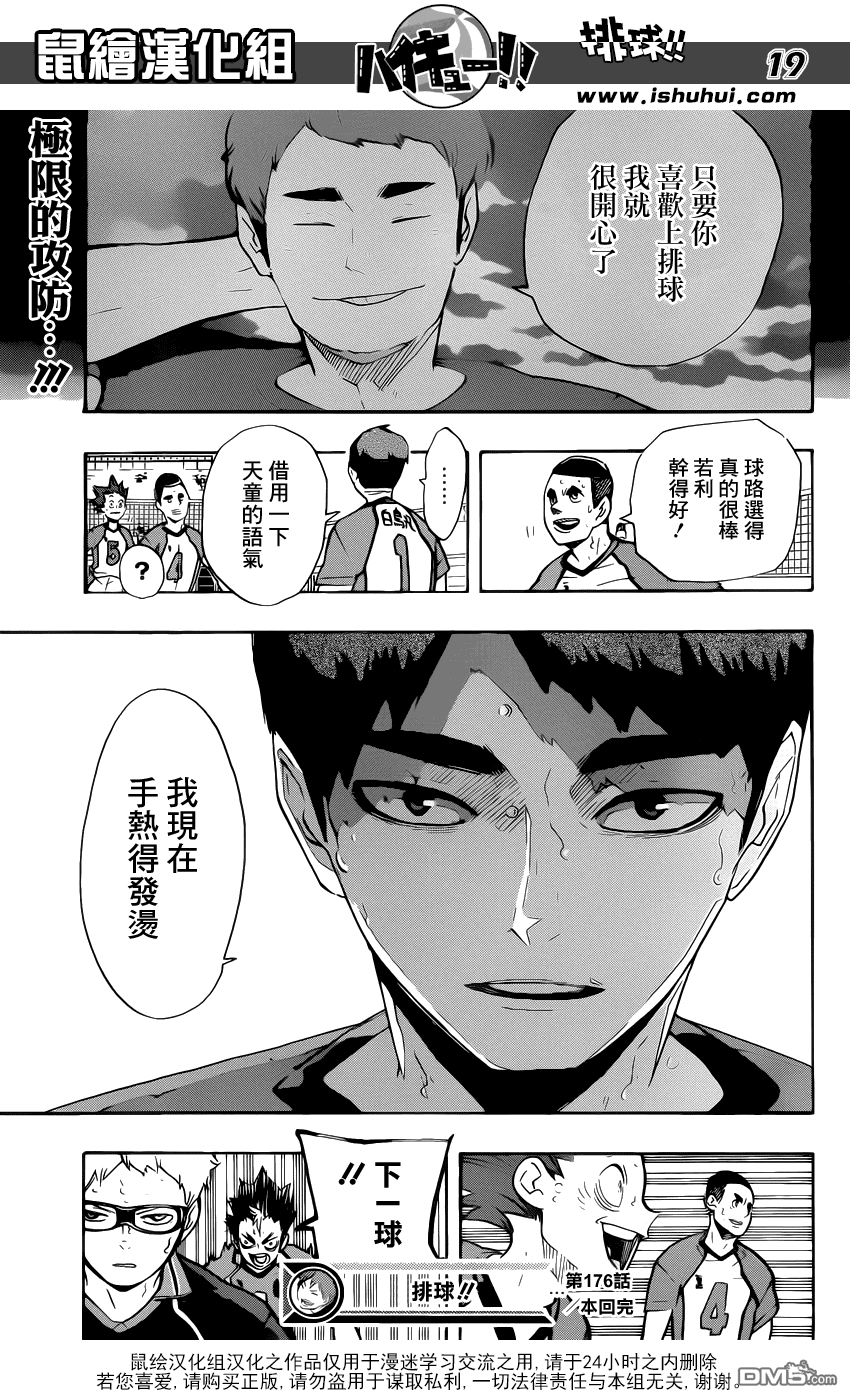 鼠繪漢化組
ハイキュー!!
排球!!
19
www.ishuhui.com
極限的攻防…!!!
只要你
喜歡上排球
我就
很開心了
球路選得
真的很棒
若利
幹得好!
……
借用一下
天童的語氣
?
白鳥
1
5
4
我現在
手熱得發燙
4
下一球
!!
排球!!
第176話
……／本回完
鼠绘汉化组汉化之作品仅用于漫迷学习交流之用, 请于24小时之内删除
若您喜爱, 请购买正版, 请勿盗用于谋取私利, 一切法律责任与本组无关, 谢谢。
DM5.com